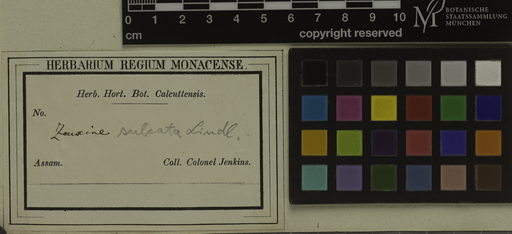 0 1 2 3 4 5 6 7 8 9 10
cm
copyright reserved
M
BOTANISCHE
STAATSSAMMLUNG
MÜNCHEN
HERBARIUM REGIUM MONACENSE.
Herb. Hort. Bot. Calcuttensis.
No.
Zeuxine sulcata Lindl.
Assam. Coll. Colonel Jenkins.